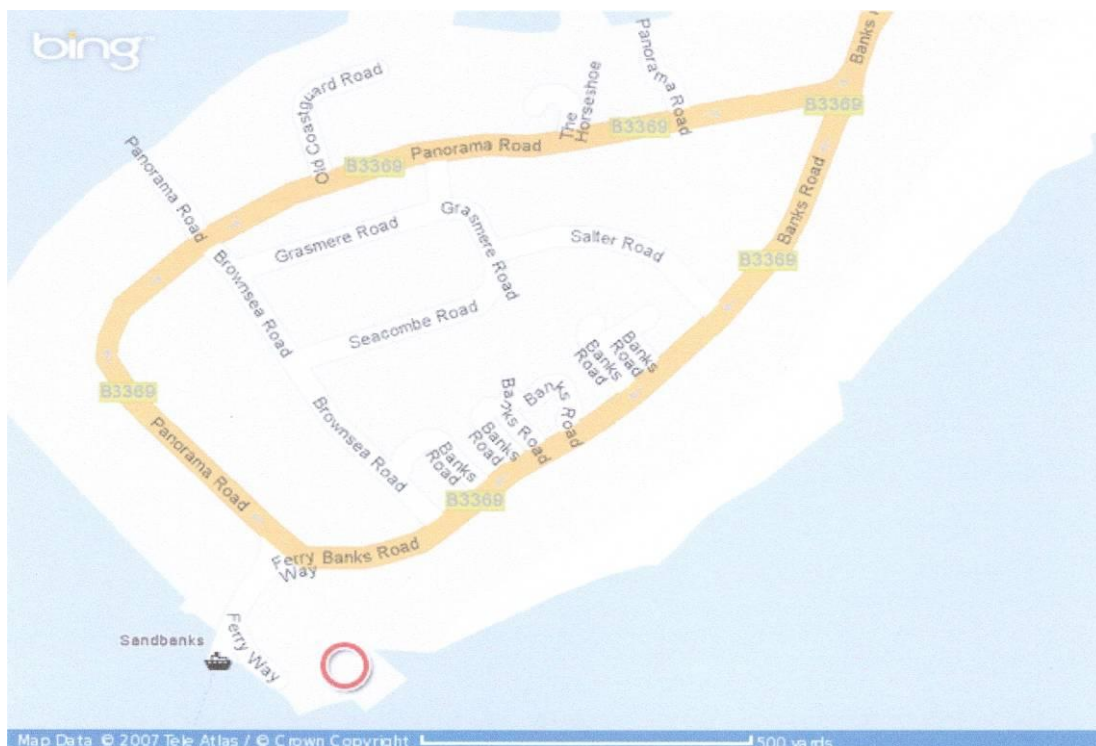 bing
Banks
Panorama Road
The Horseshoe
Old Coastguard Road
B3369
B3369
B3369
Panorama Road
Panorama Road
Grasmere Road
Grasmere Road
Salter Road
Banks Road
B3369
Brownsea Road
Seacombe Road
Banks Road
Banks Road
B3369
Banks Road
Banks Road
Banks Road
Banks Road
Brownsea Road
Panorama Road
B3369
Ferry Way
Banks Road
Ferry Way
Sandbanks
Map Data © 2007 Tele Atlas / © Crown Copyright
500 yards